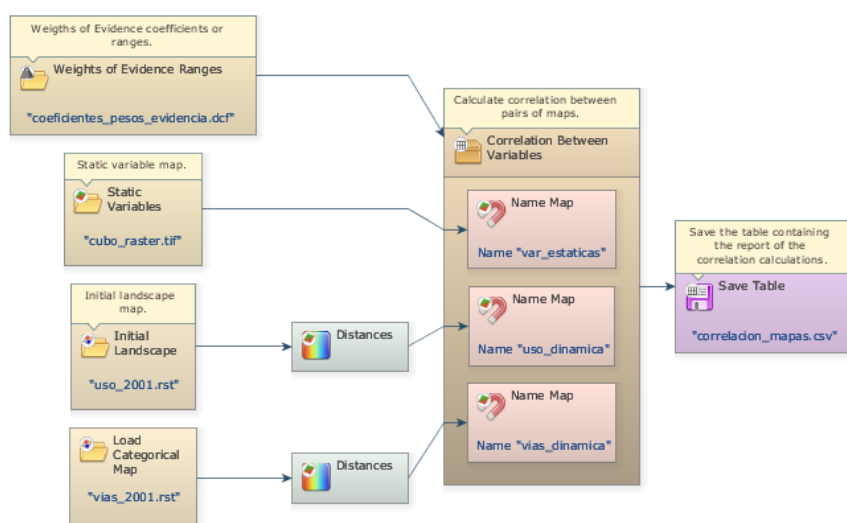 Weigths of Evidence coefficients or
ranges.
Weights of Evidence Ranges
"coeficientes_pesos_evidencia.dcf"
Static variable map.
Static
Variables
"cubo_raster.tif"
Initial landscape
map.
Initial
Landscape
"uso_2001.rst"
Load
Categorical
Map
"vias_2001.rst"
Distances
Distances
Calculate correlation between
pairs of maps.
Correlation Between
Variables
Name Map
Name "var_estaticas"
Name Map
Name "uso_dinamica"
Name Map
Name "vias_dinamica"
Save the table containing
the report of the
correlation calculations.
Save Table
"correlacion_mapas.csv"